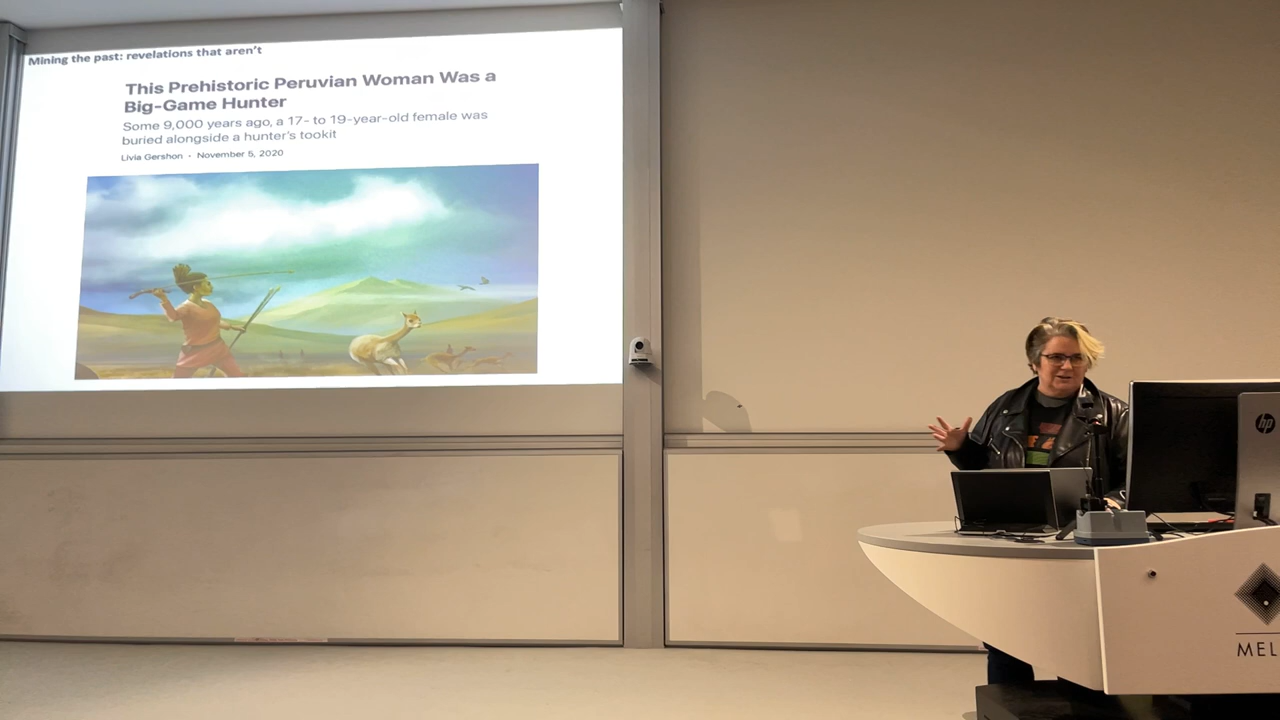 Mining the past: revelations that aren't
This Prehistoric Peruvian Woman Was a
Big-Game Hunter
Some 9,000 years ago, a 17- to 19-year-old female was
buried alongside a hunter's tookit
Livia Gershon • November 5, 2020
hp
MEL